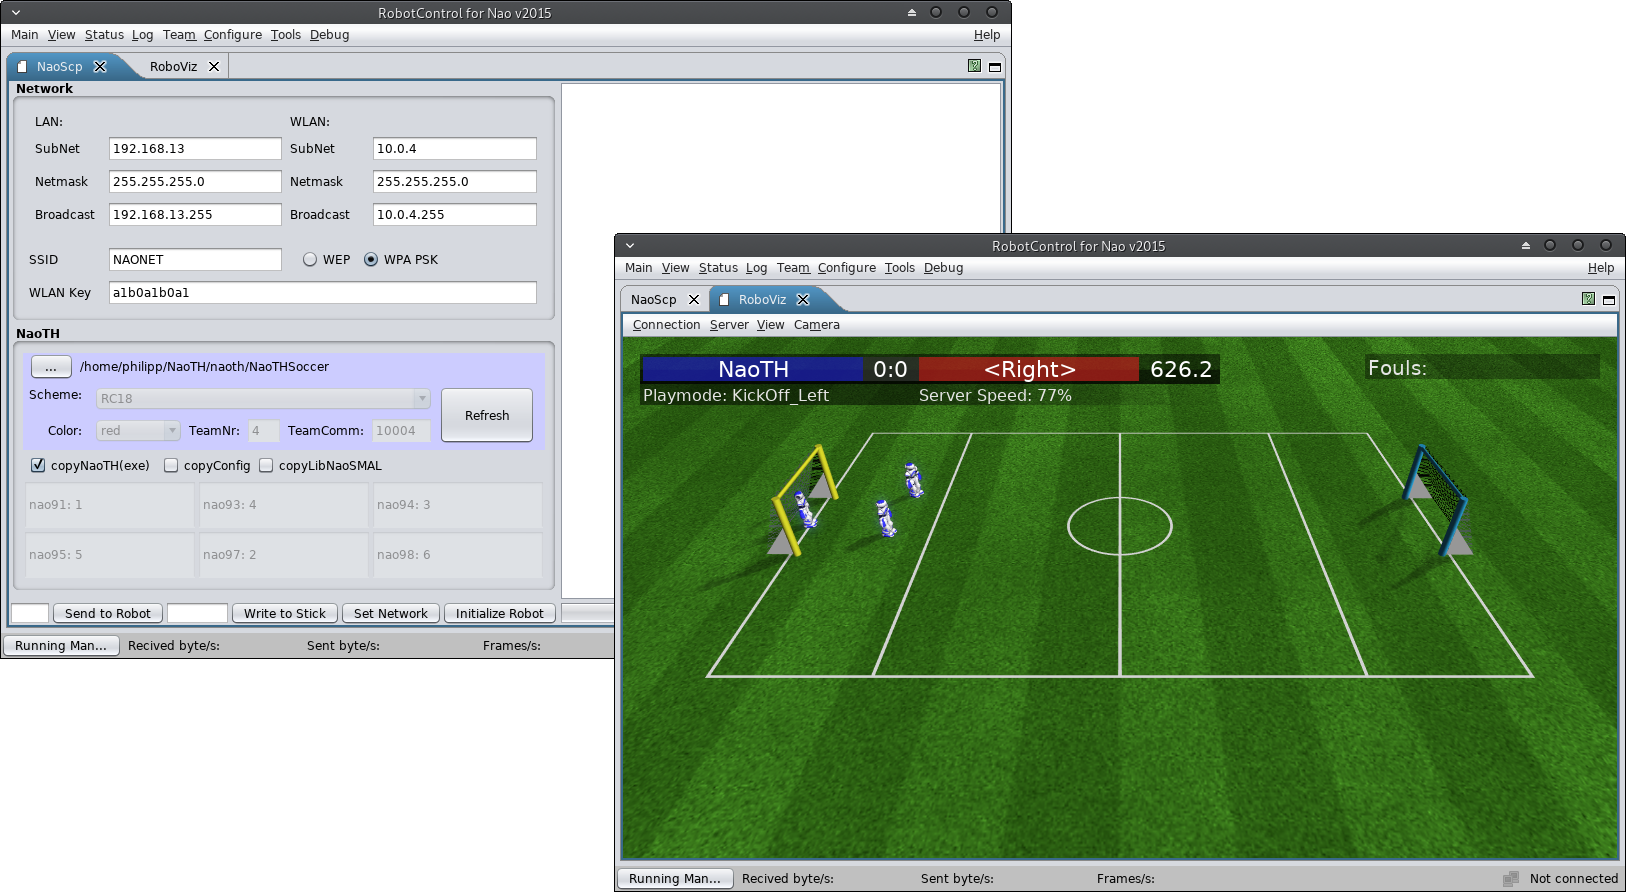 RobotControl for Nao v2015
Main View Status Log Team Configure Tools Debug Help
NaoScp RoboViz
Network
LAN: WLAN:
SubNet 192.168.13 SubNet 10.0.4
Netmask 255.255.255.0 Netmask 255.255.255.0
Broadcast 192.168.13.255 Broadcast 10.0.4.255
SSID NAONET WEP WPA PSK
WLAN Key a1b0a1b0a1
NaoTH
... /home/philipp/NaoTH/naoth/NaoTHSoccer
Scheme: RC18
Refresh
Color: red TeamNr: 4 TeamComm: 10004
copyNaoTH(exe) copyConfig copyLibNaoSMAL
nao91: 1 nao93: 4 nao94: 3
nao95: 5 nao97: 2 nao98: 6
Send to Robot Write to Stick Set Network Initialize Robot
Running Man... Recived byte/s: Sent byte/s: Frames/s:
RobotControl for Nao v2015
Main View Status Log Team Configure Tools Debug Help
NaoScp RoboViz
Connection Server View Camera
NaoTH 0:0 <Right> 626.2 Fouls:
Playmode: KickOff_Left Server Speed: 77%
Running Man... Recived byte/s: Sent byte/s: Frames/s: Not connected